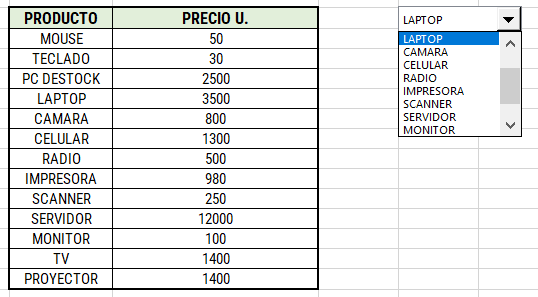 PRODUCTO PRECIO U.
MOUSE 50
TECLADO 30
PC DESTOCK 2500
LAPTOP 3500
CAMARA 800
CELULAR 1300
RADIO 500
IMPRESORA 980
SCANNER 250
SERVIDOR 12000
MONITOR 100
TV 1400
PROYECTOR 1400
LAPTOP
LAPTOP
CAMARA
CELULAR
RADIO
IMPRESORA
SCANNER
SERVIDOR
MONITOR